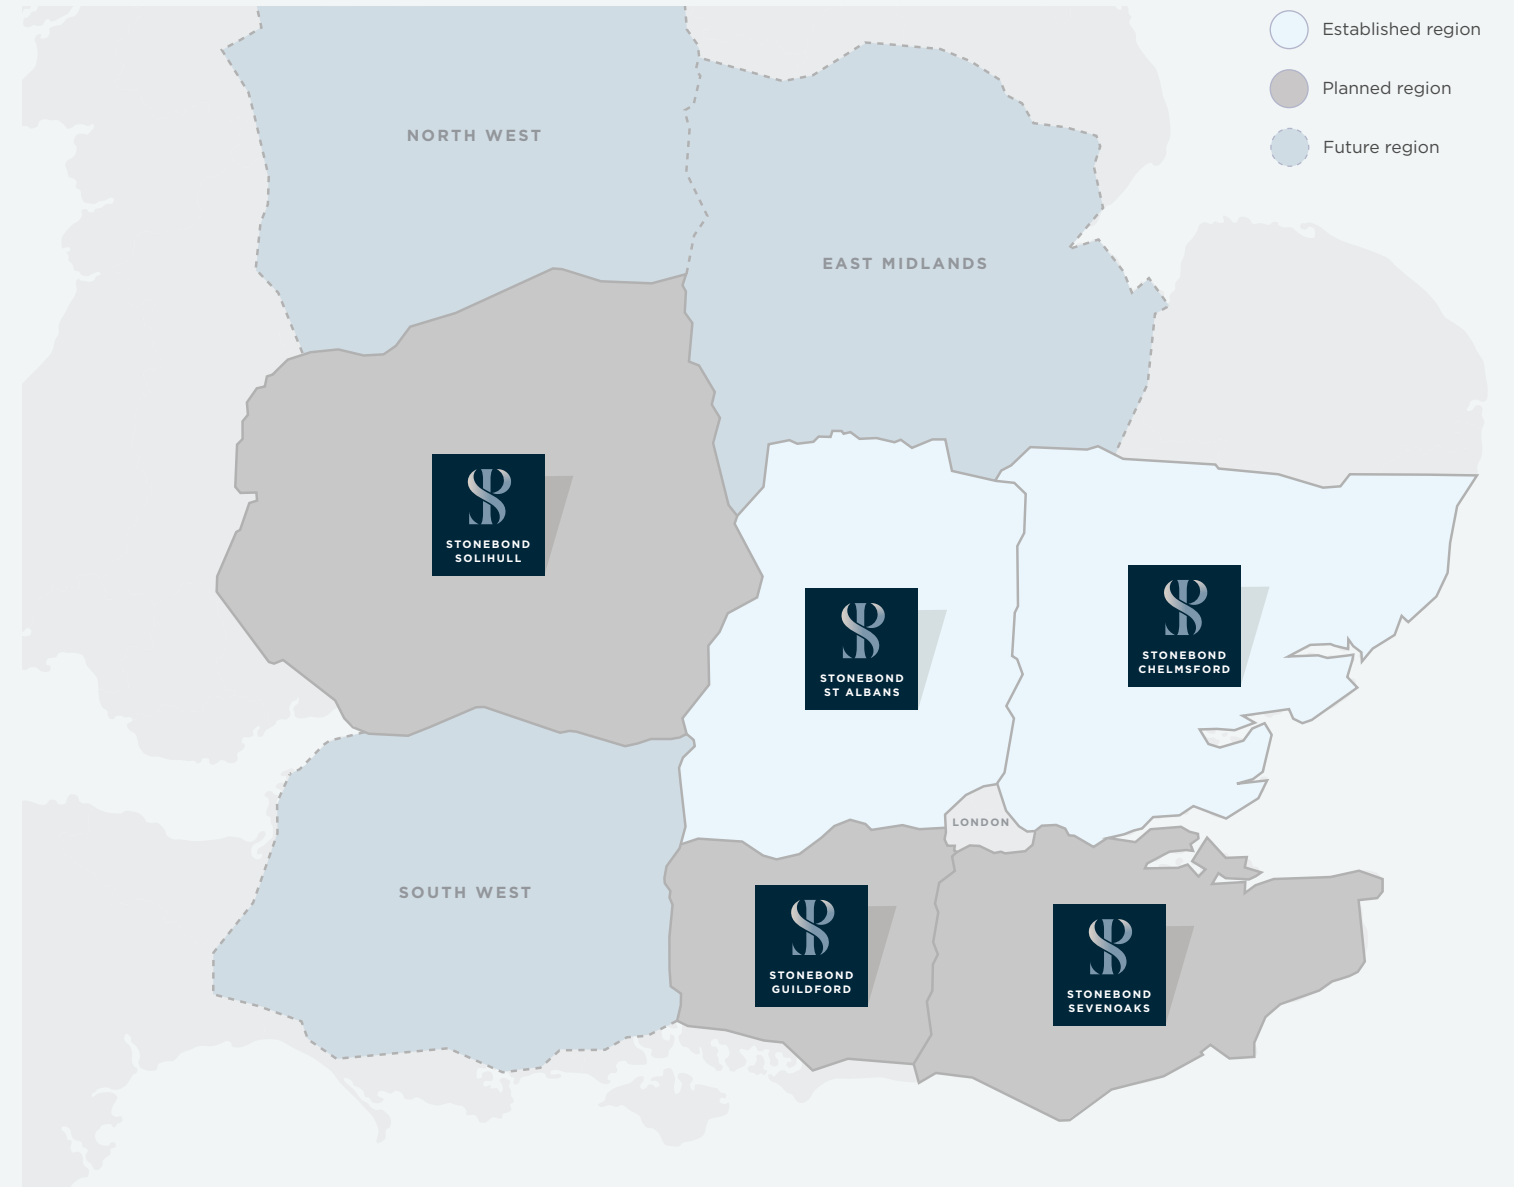 Established region
Planned region
Future region
NORTH WEST
EAST MIDLANDS
STONEBOND
SOLIHULL
STONEBOND
CHELMSFORD
STONEBOND
ST ALBANS
LONDON
SOUTH WEST
STONEBOND
GUILDFORD
STONEBOND
SEVENOAKS